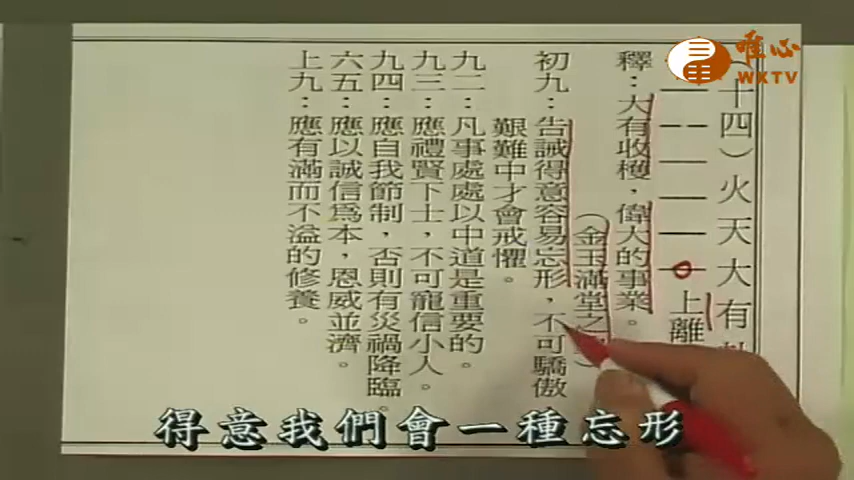 唯心
WXTV
(十四)火天大有
上離
釋：大有收穫，偉大的事業。
(金玉滿堂之
初九：告誡得意容易忘形，不可驕傲
艱難中才會戒懼。
九二：凡事處處以中道是重要的。
九三：應禮賢下士，不可寵信小人。
九四：應自我節制，否則有災禍降臨。
六五：應以誠信為本，恩威並濟。
上九：應有滿而不溢的修養。
得意我們會一種忘形